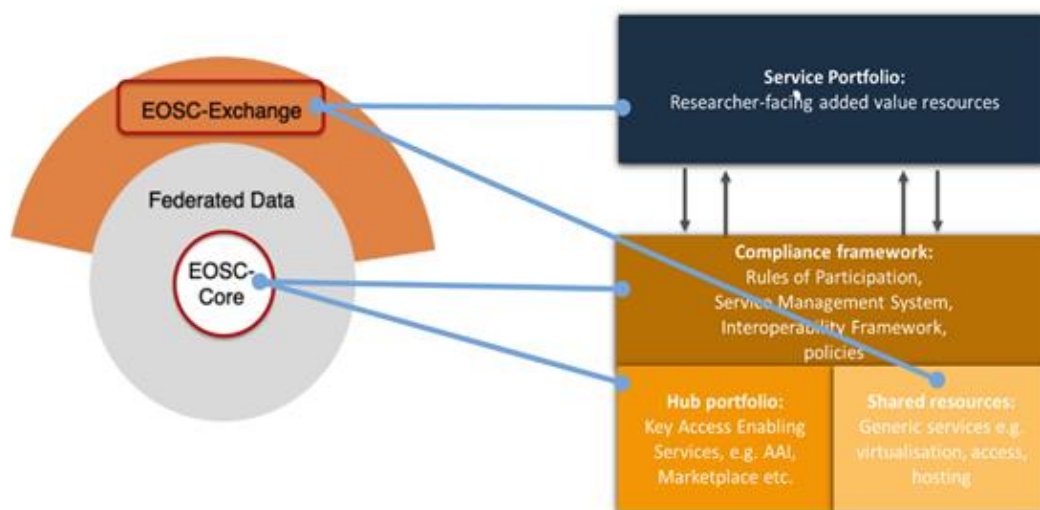 EOSC-Exchange
Federated Data
EOSC-
Core
Service Portfolio:
Researcher-facing added value resources
Compliance framework:
Rules of Participation,
Service Management System,
Interoperability Framework,
policies
Hub portfolio:
Key Access Enabling
Services, e.g. AAI,
Marketplace etc.
Shared resources:
Generic services e.g.
virtualisation, access,
hosting